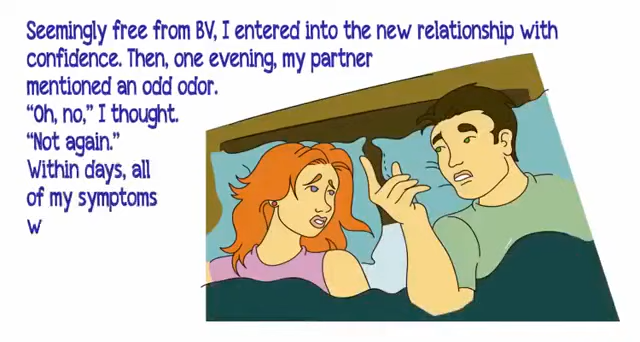 Seemingly free from BV, I entered into the new relationship with
confidence. Then, one evening, my partner
mentioned an odd odor.
“Oh, no,” I thought.
“Not again.”
Within days, all
of my symptoms
w